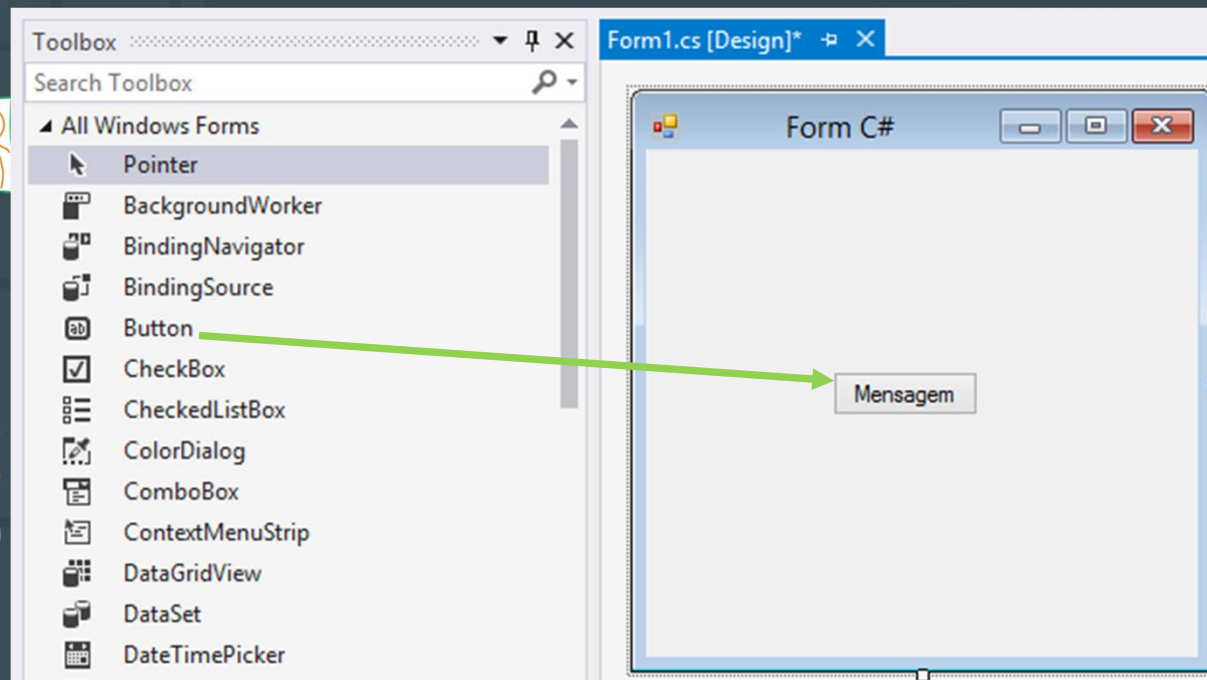 Toolbox
Search Toolbox
All Windows Forms
Pointer
BackgroundWorker
BindingNavigator
BindingSource
Button
CheckBox
CheckedListBox
ColorDialog
ComboBox
ContextMenuStrip
DataGridView
DataSet
DateTimePicker
Form1.cs [Design]*
Form C#
Mensagem